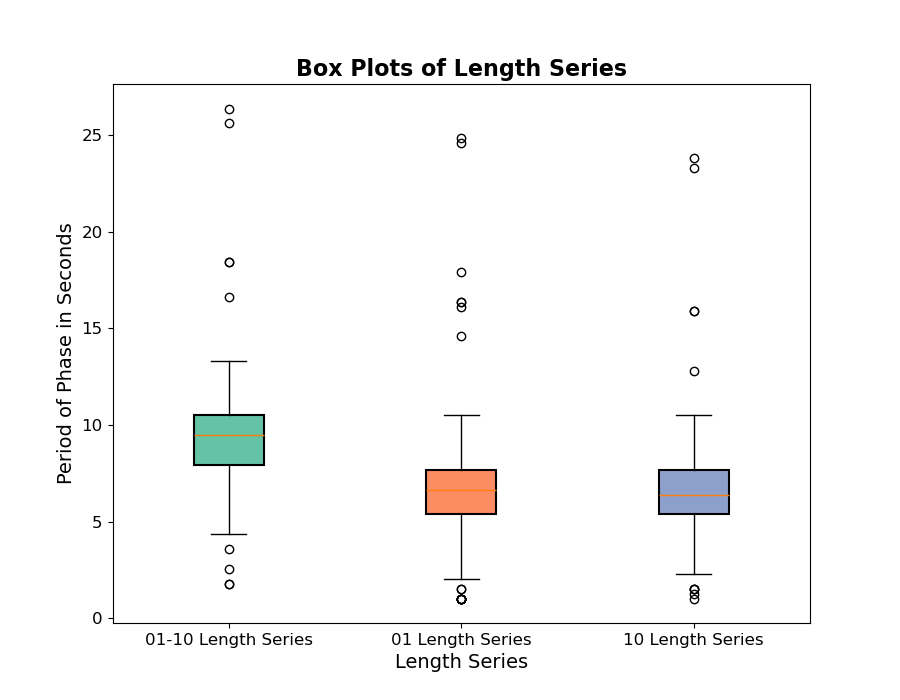 Box Plots of Length Series
Period of Phase in Seconds
25
20
15
10
5
0
01-10 Length Series
01 Length Series
10 Length Series
Length Series